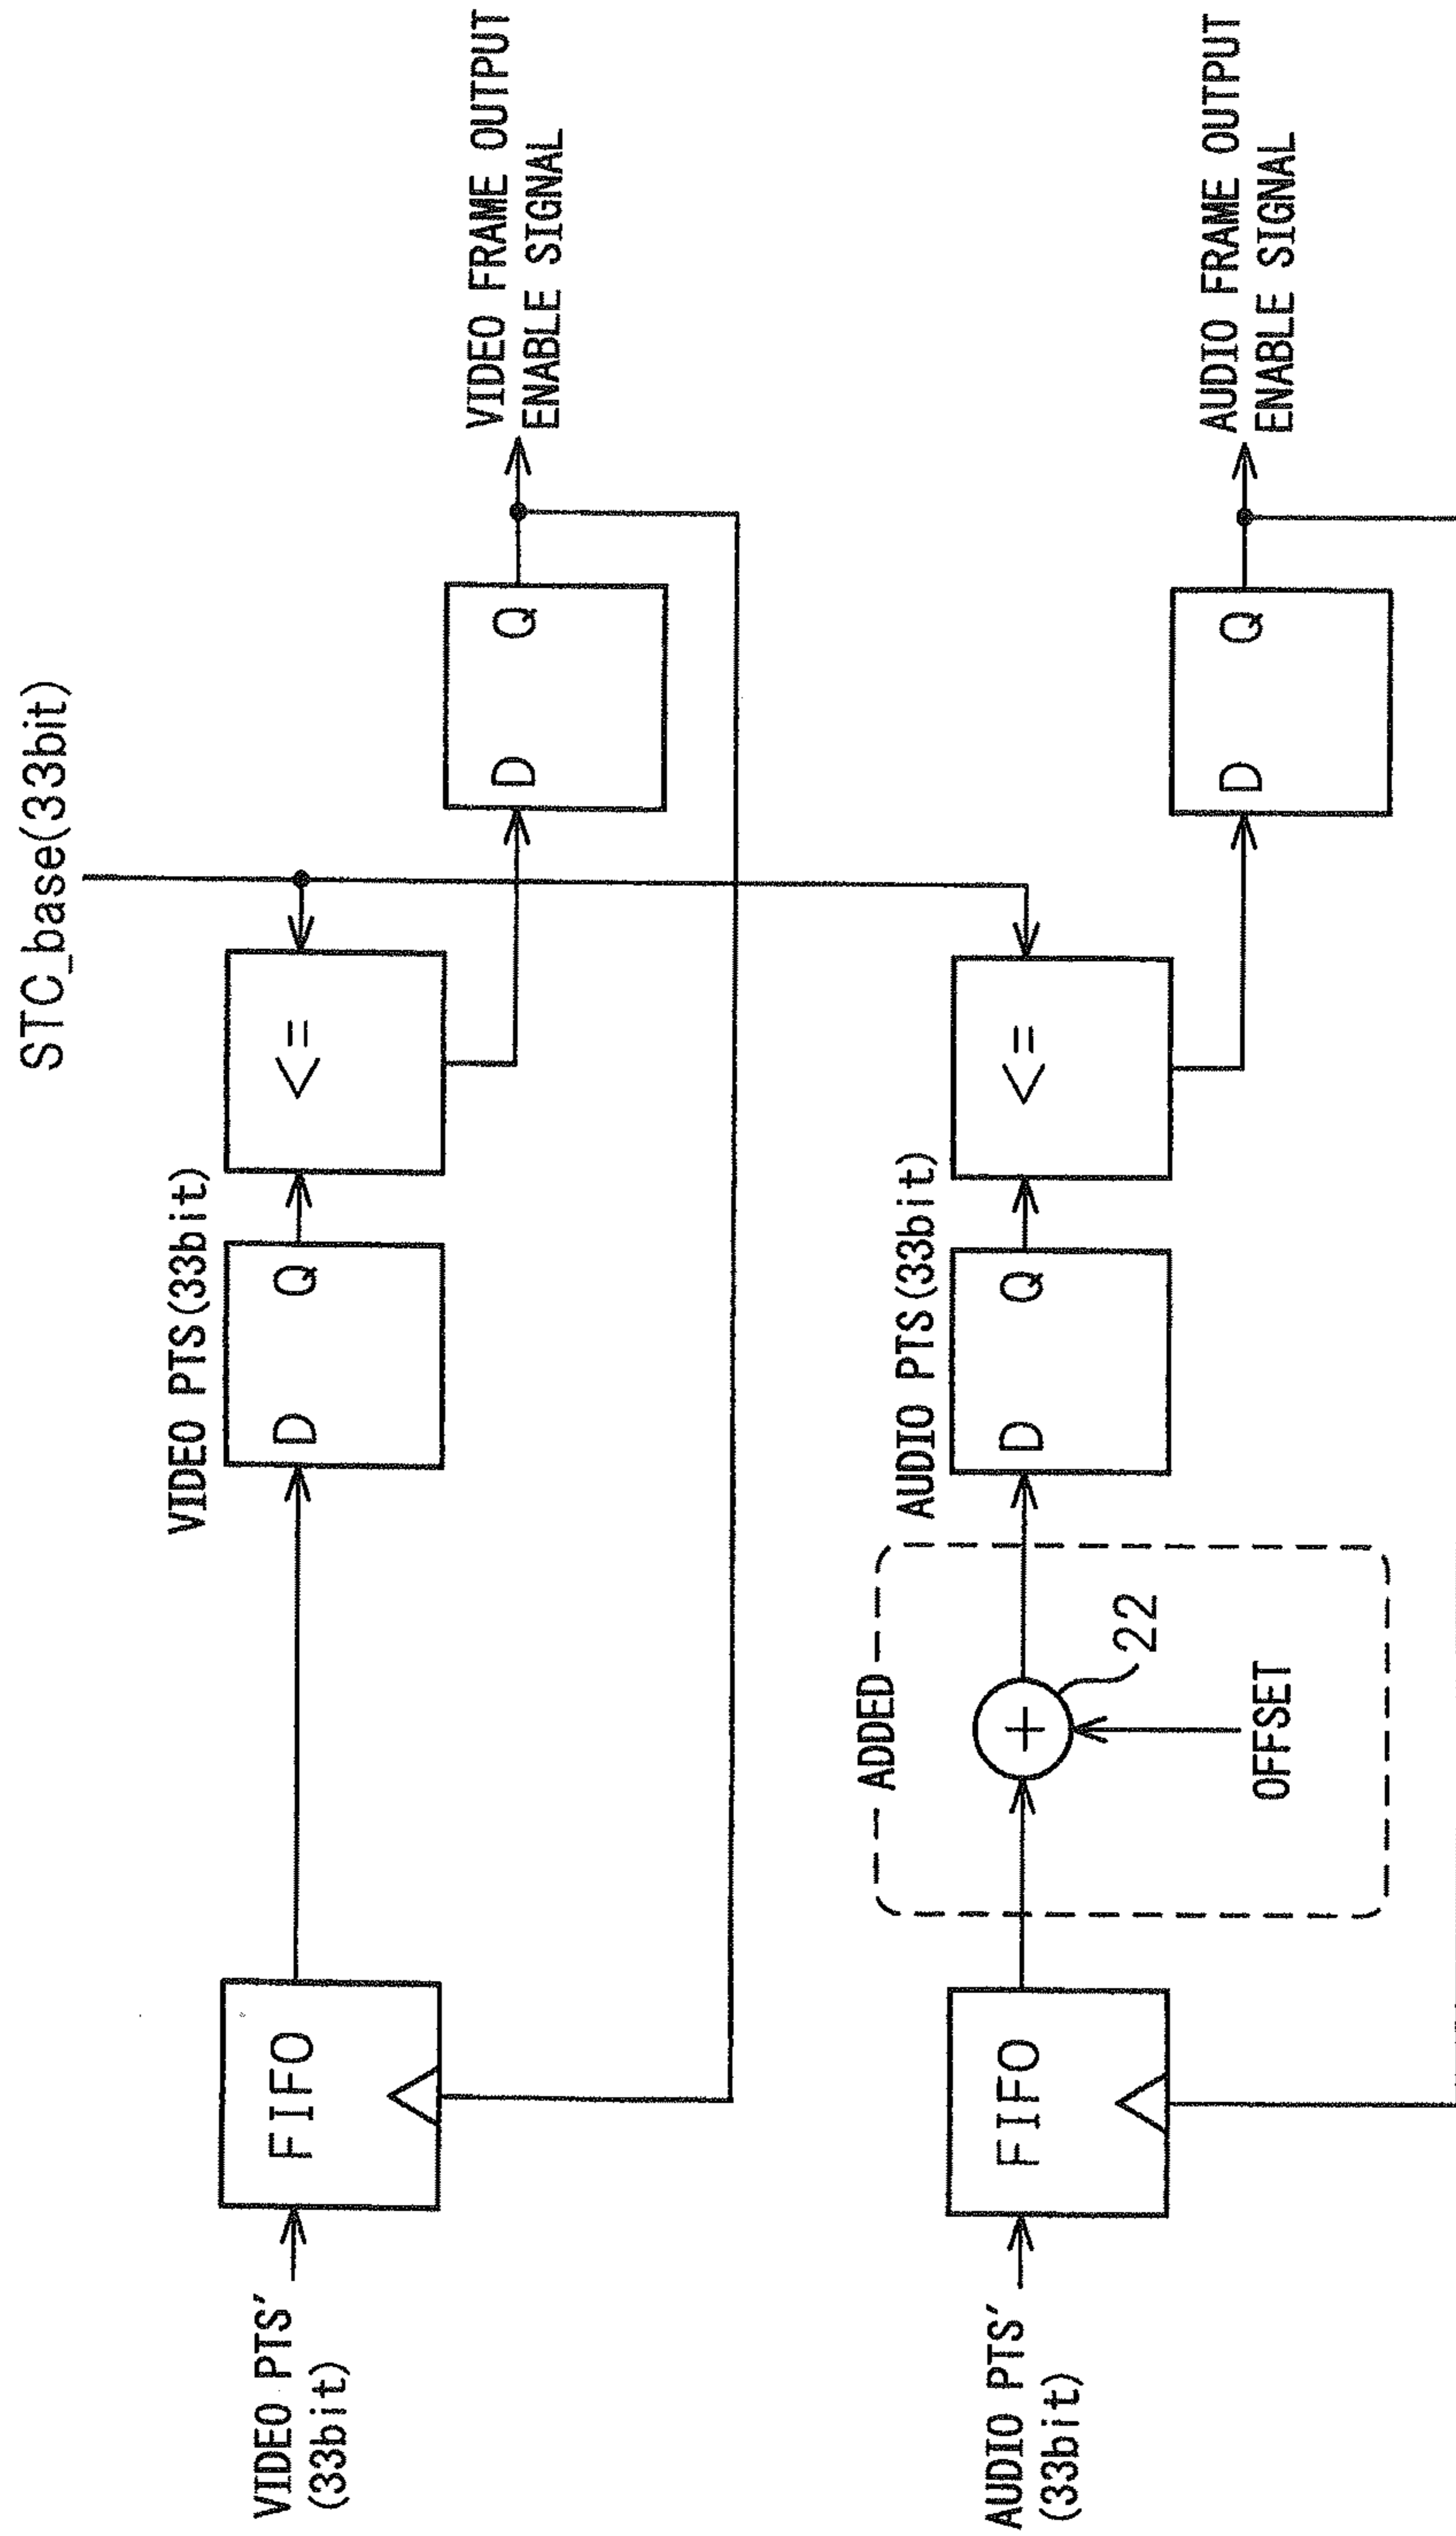 STC_base(33bit)
VIDEO PTS'
(33bit)
FIFO
VIDEO PTS(33bit)
D
Q
<=
D
Q
VIDEO FRAME OUTPUT
ENABLE SIGNAL
AUDIO PTS'
(33bit)
FIFO
ADDED
+
22
OFFSET
AUDIO PTS(33bit)
D
Q
<=
D
Q
AUDIO FRAME OUTPUT
ENABLE SIGNAL